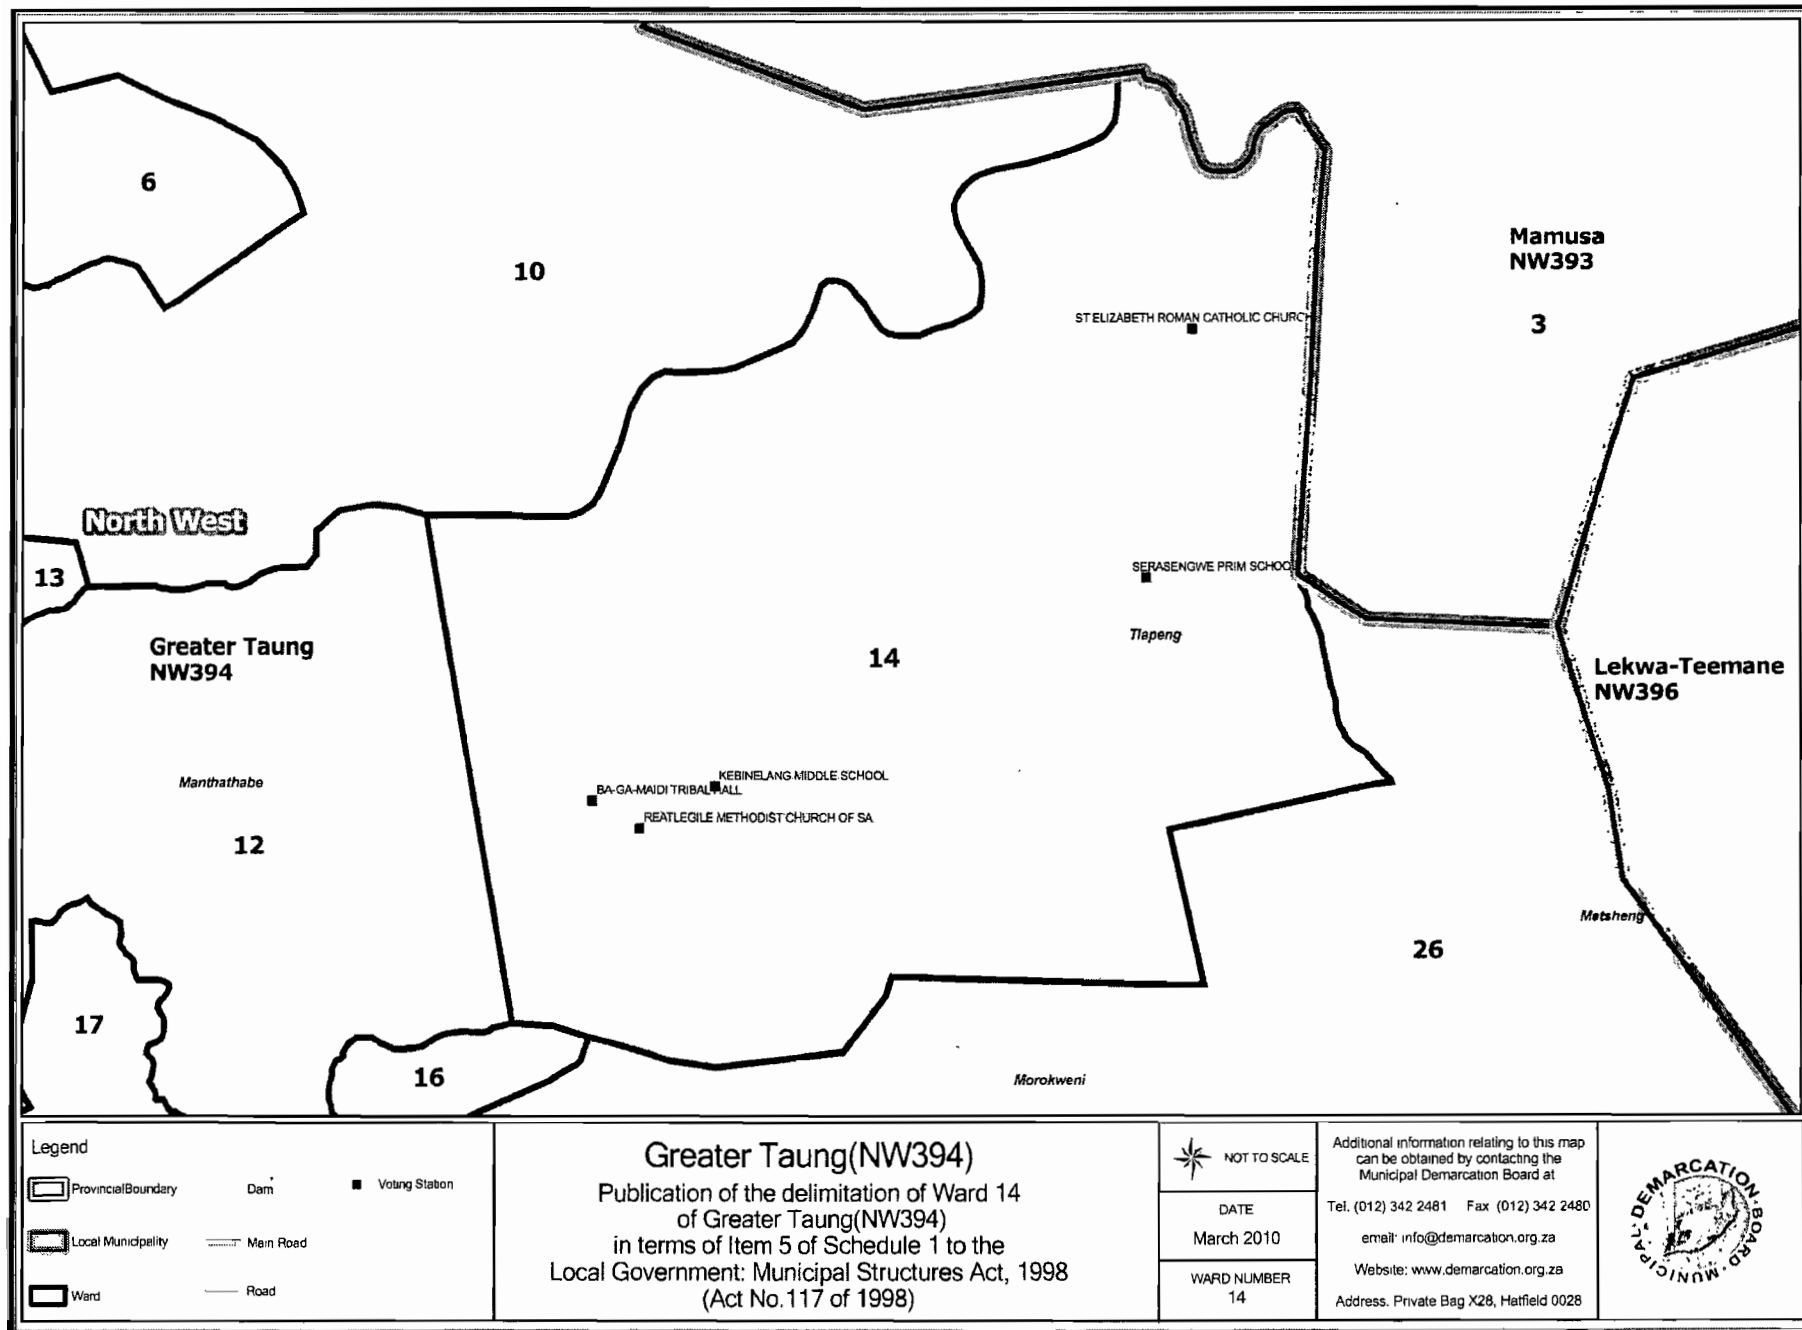 6
10
Mamusa
NW393
3
ST ELIZABETH ROMAN CATHOLIC CHURCH
North West
13
SERASENGWE PRIM SCHOOL
Tlapeng
Greater Taung
NW394
14
Lekwa-Teemane
NW396
Manthathabe
KEBINELANG MIDDLE SCHOOL
BA-GA-MAIDI TRIBAL HALL
REATLEGILE METHODIST CHURCH OF SA
12
Matsheng
26
17
16
Morokweni
Legend
Provincial Boundary
Dam
Voting Station
Local Municipality
Main Road
Ward
Road
Greater Taung(NW394)
Publication of the delimitation of Ward 14
of Greater Taung(NW394)
in terms of Item 5 of Schedule 1 to the
Local Government: Municipal Structures Act, 1998
(Act No.117 of 1998)
NOT TO SCALE
DATE
March 2010
WARD NUMBER
14
Additional information relating to this map
can be obtained by contacting the
Municipal Demarcation Board at
Tel. (012) 342 2481 Fax (012) 342 2480
email: info@demarcation.org.za
Website: www.demarcation.org.za
Address. Private Bag X28, Hatfield 0028
MUNICIPAL DEMARCATION BOARD